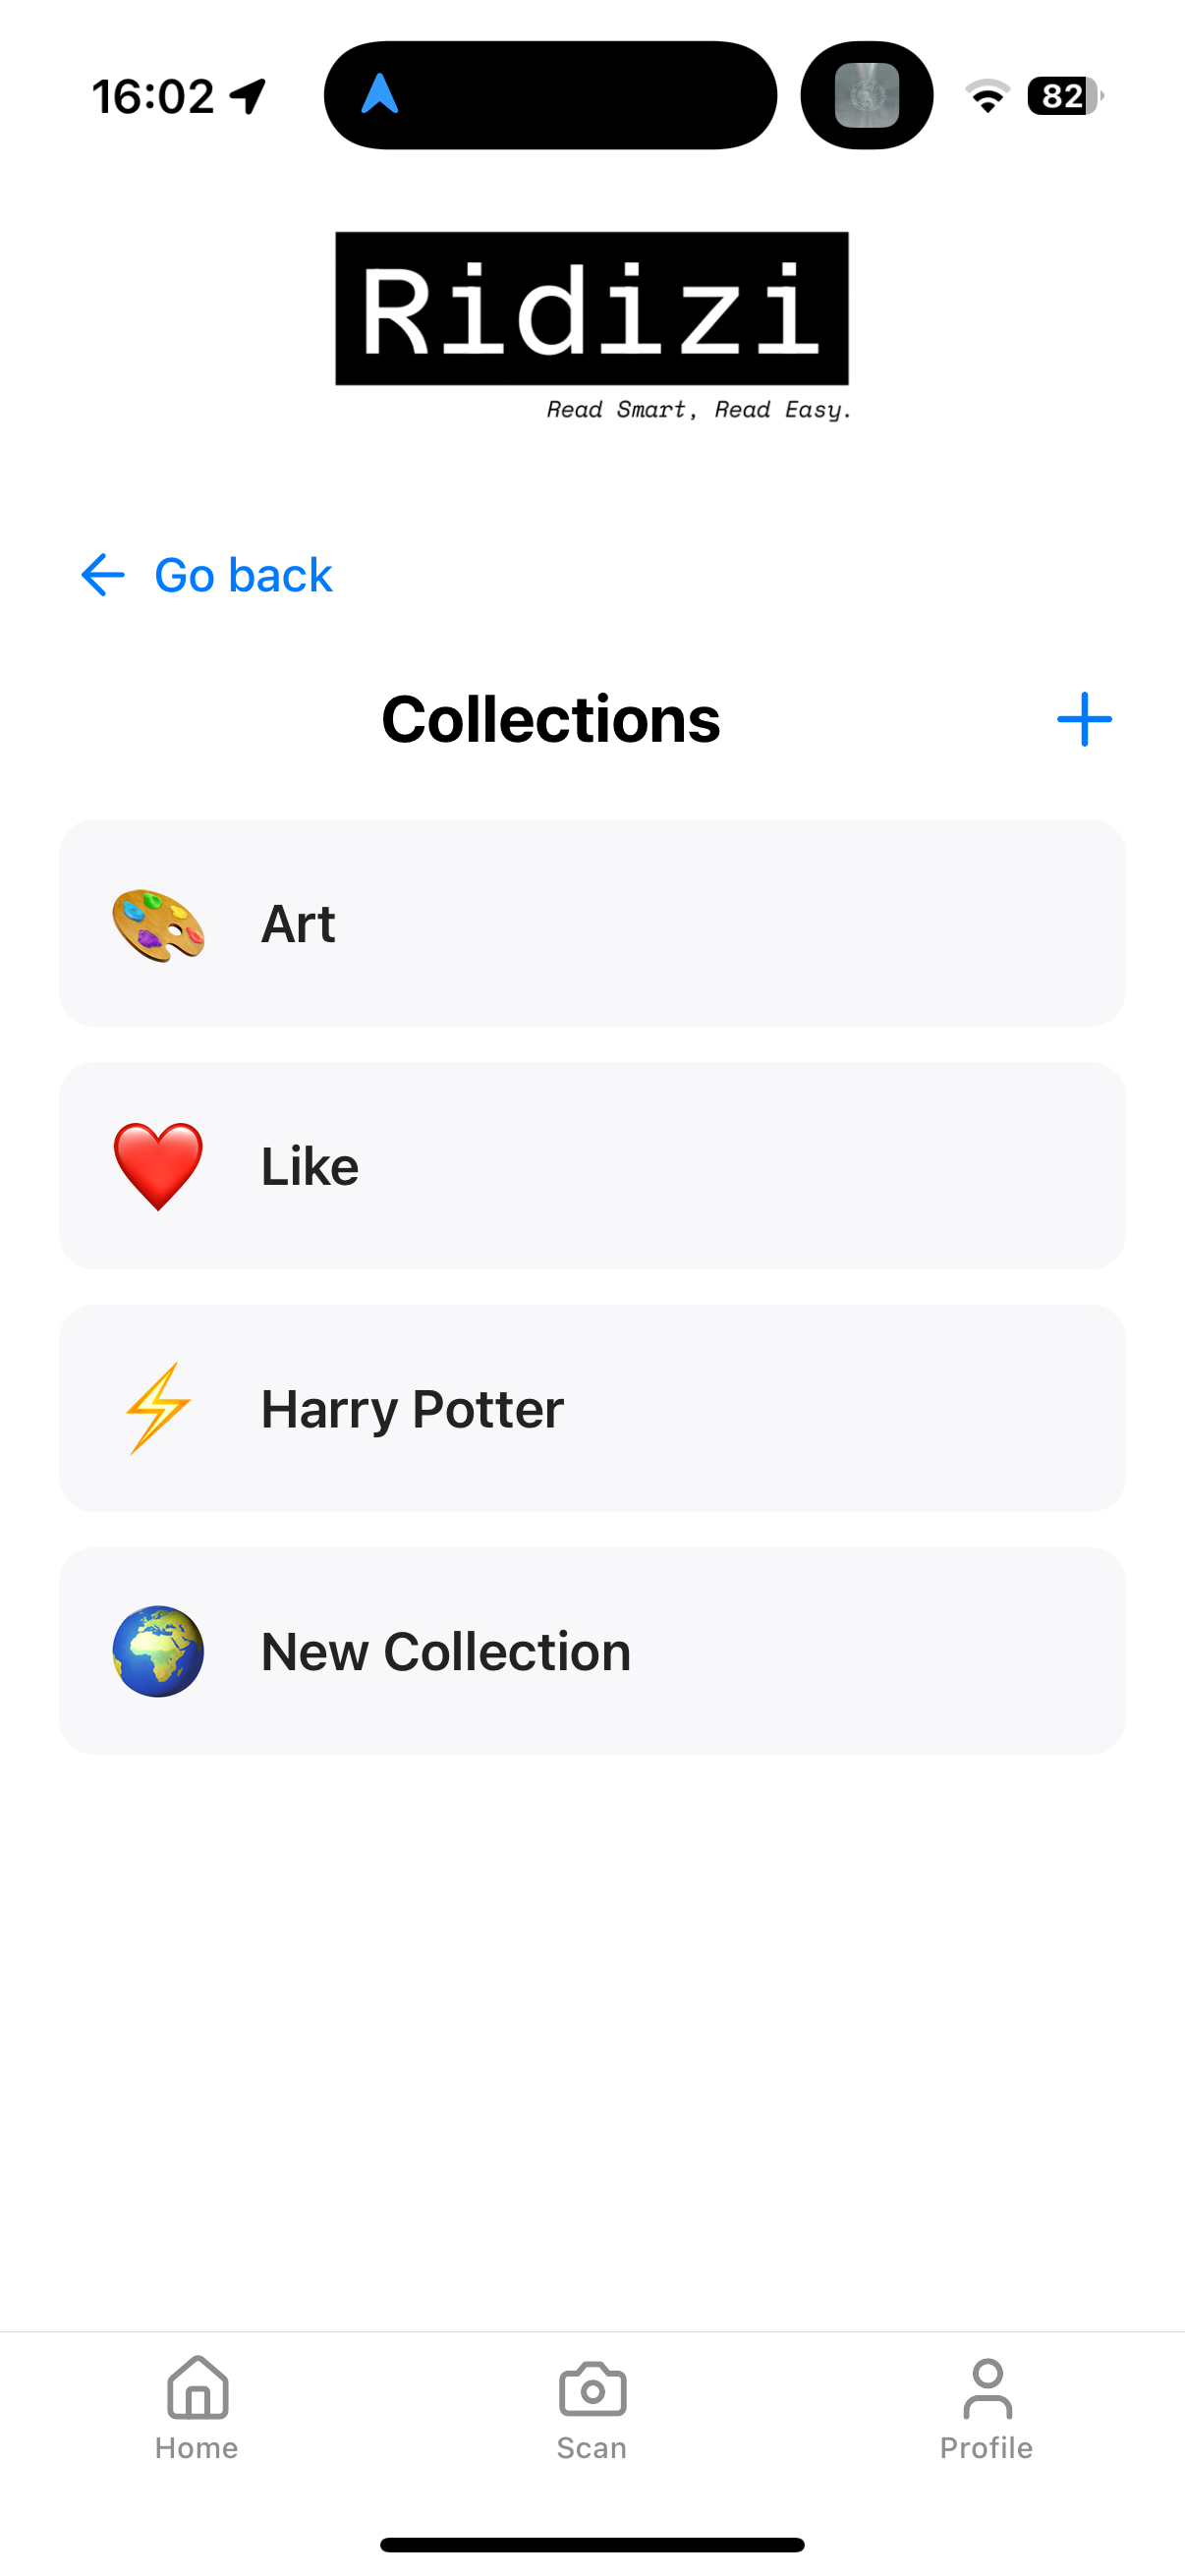 16:02
82
Ridizi
Read Smart, Read Easy.
Go back
Collections
Art
Like
Harry Potter
New Collection
Home
Scan
Profile